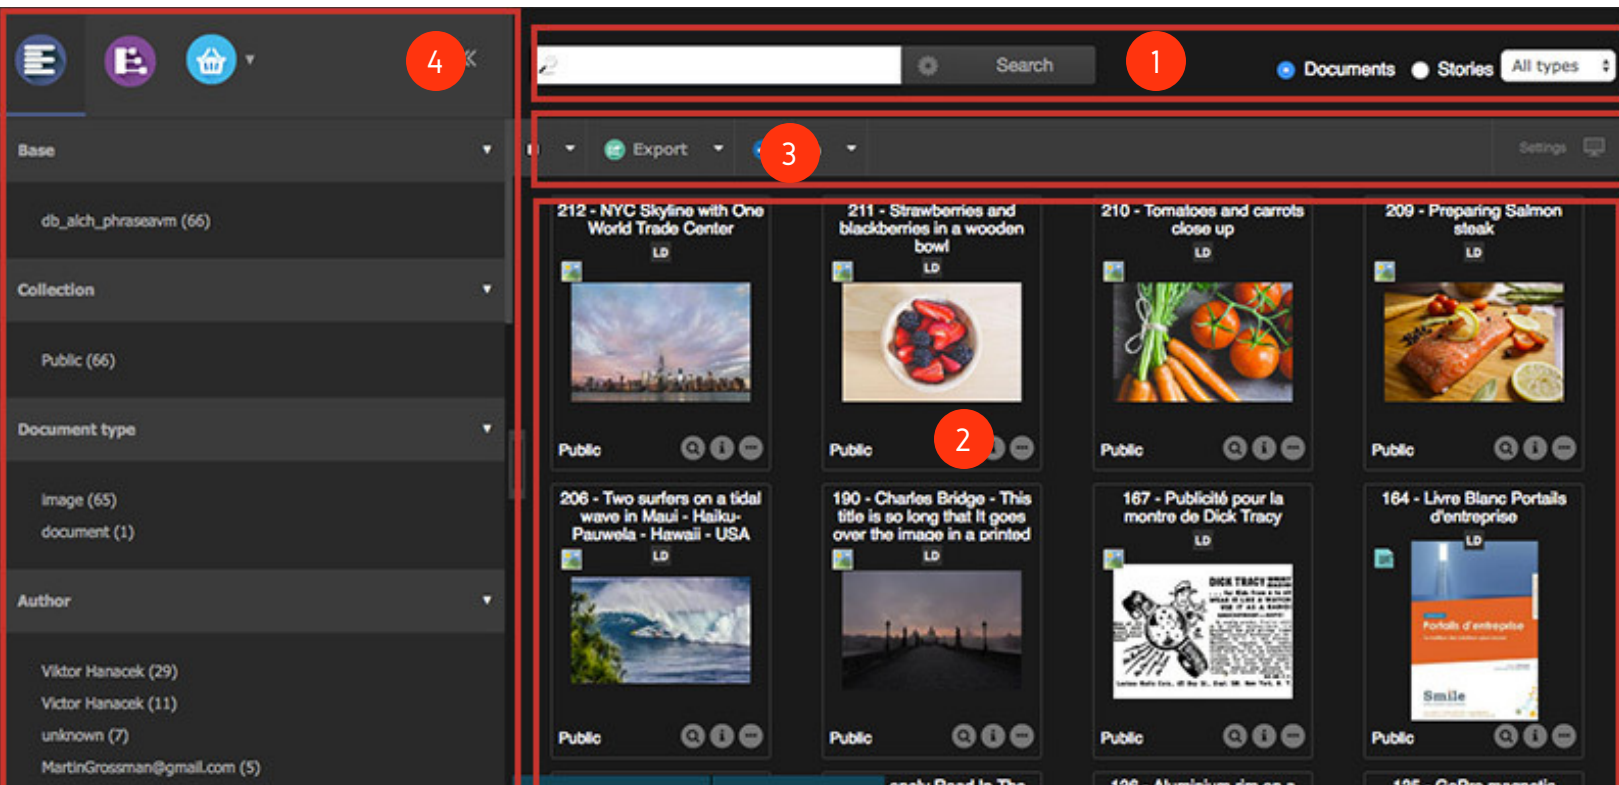 4
Search
1
Documents
Stories
All types
Base
Export
3
Settings
db_alch_phraseavm (66)
Collection
Public (66)
Document type
image (65)
document (1)
Author
Viktor Hanacek (29)
Victor Hanacek (11)
unknown (7)
MartinGrossman@gmail.com (5)
212 - NYC Skyline with One
World Trade Center
LD
Public
211 - Strawberries and
blackberries in a wooden
bowl
LD
Public
2
210 - Tomatoes and carrots
close up
LD
Public
209 - Preparing Salmon
steak
LD
Public
206 - Two surfers on a tidal
wave in Maui - Haiku-
Pauwela - Hawaii - USA
LD
Public
190 - Charles Bridge - This
title is so long that It goes
over the image in a printed
LD
Public
167 - Publicité pour la
montre de Dick Tracy
LD
DICK TRACY
Public
164 - Livre Blanc Portails
d'entreprise
LD
Portails d'entreprise
Smile
Public